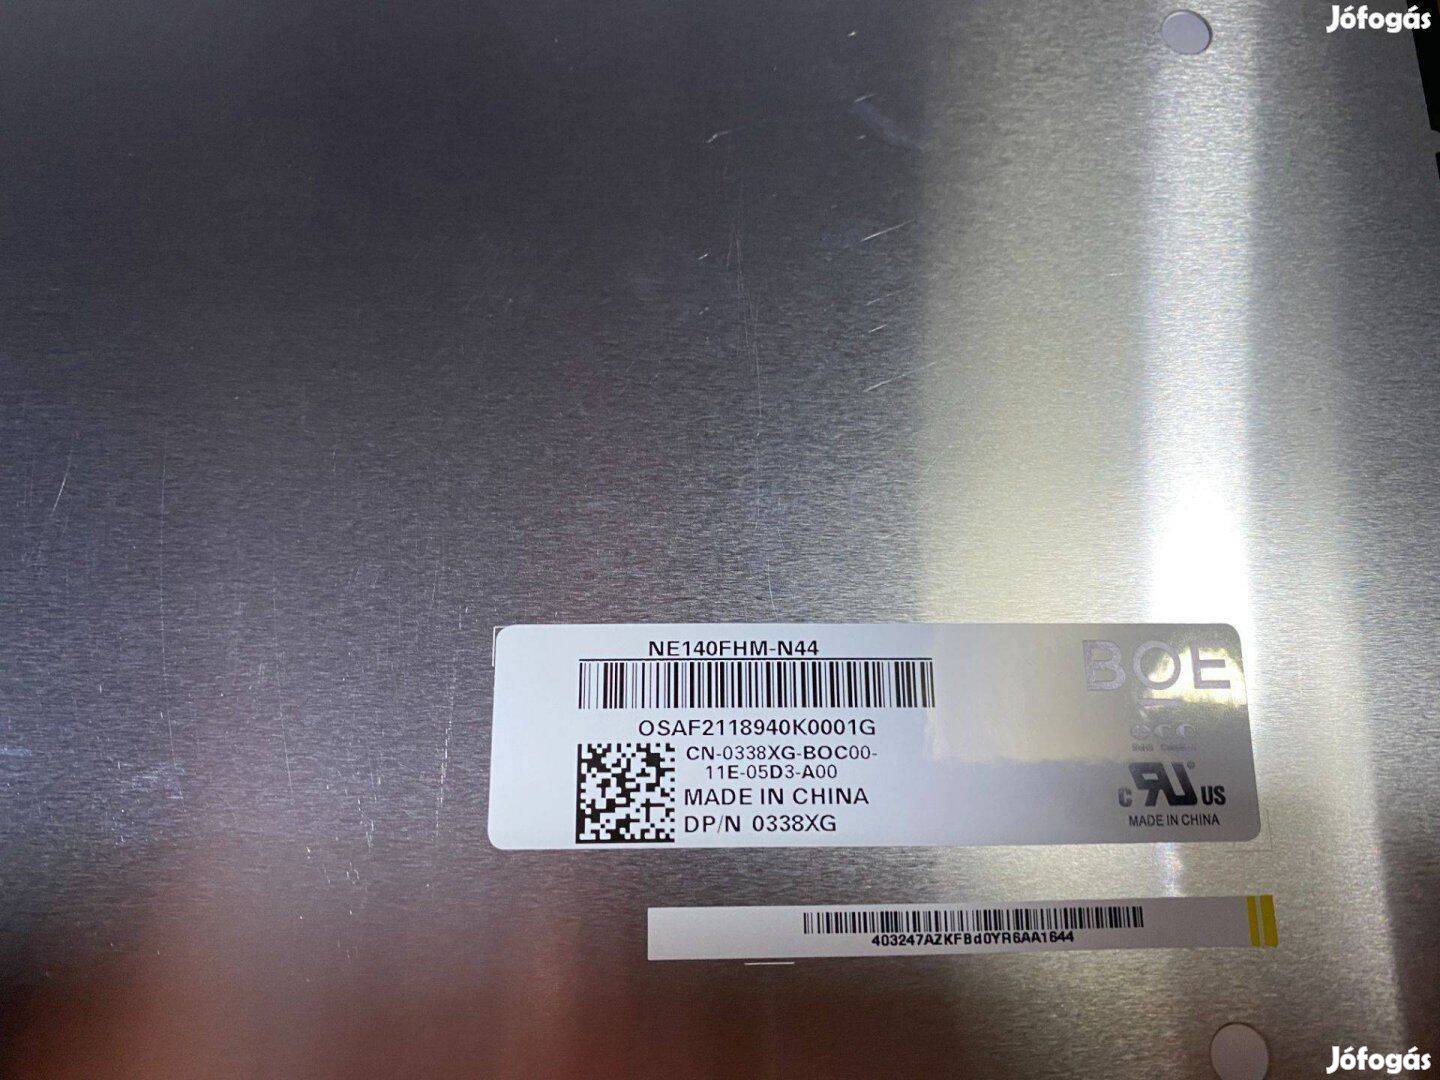 Jófogás
NE140FHM-N44
BOE
OSAF2118940K0001G
CN-0338XG-BOC00-
11E-05D3-A00
MADE IN CHINA
DP/N 0338XG
c RU US
MADE IN CHINA
403247AZKFBd0YR6AA1644
Jófogás